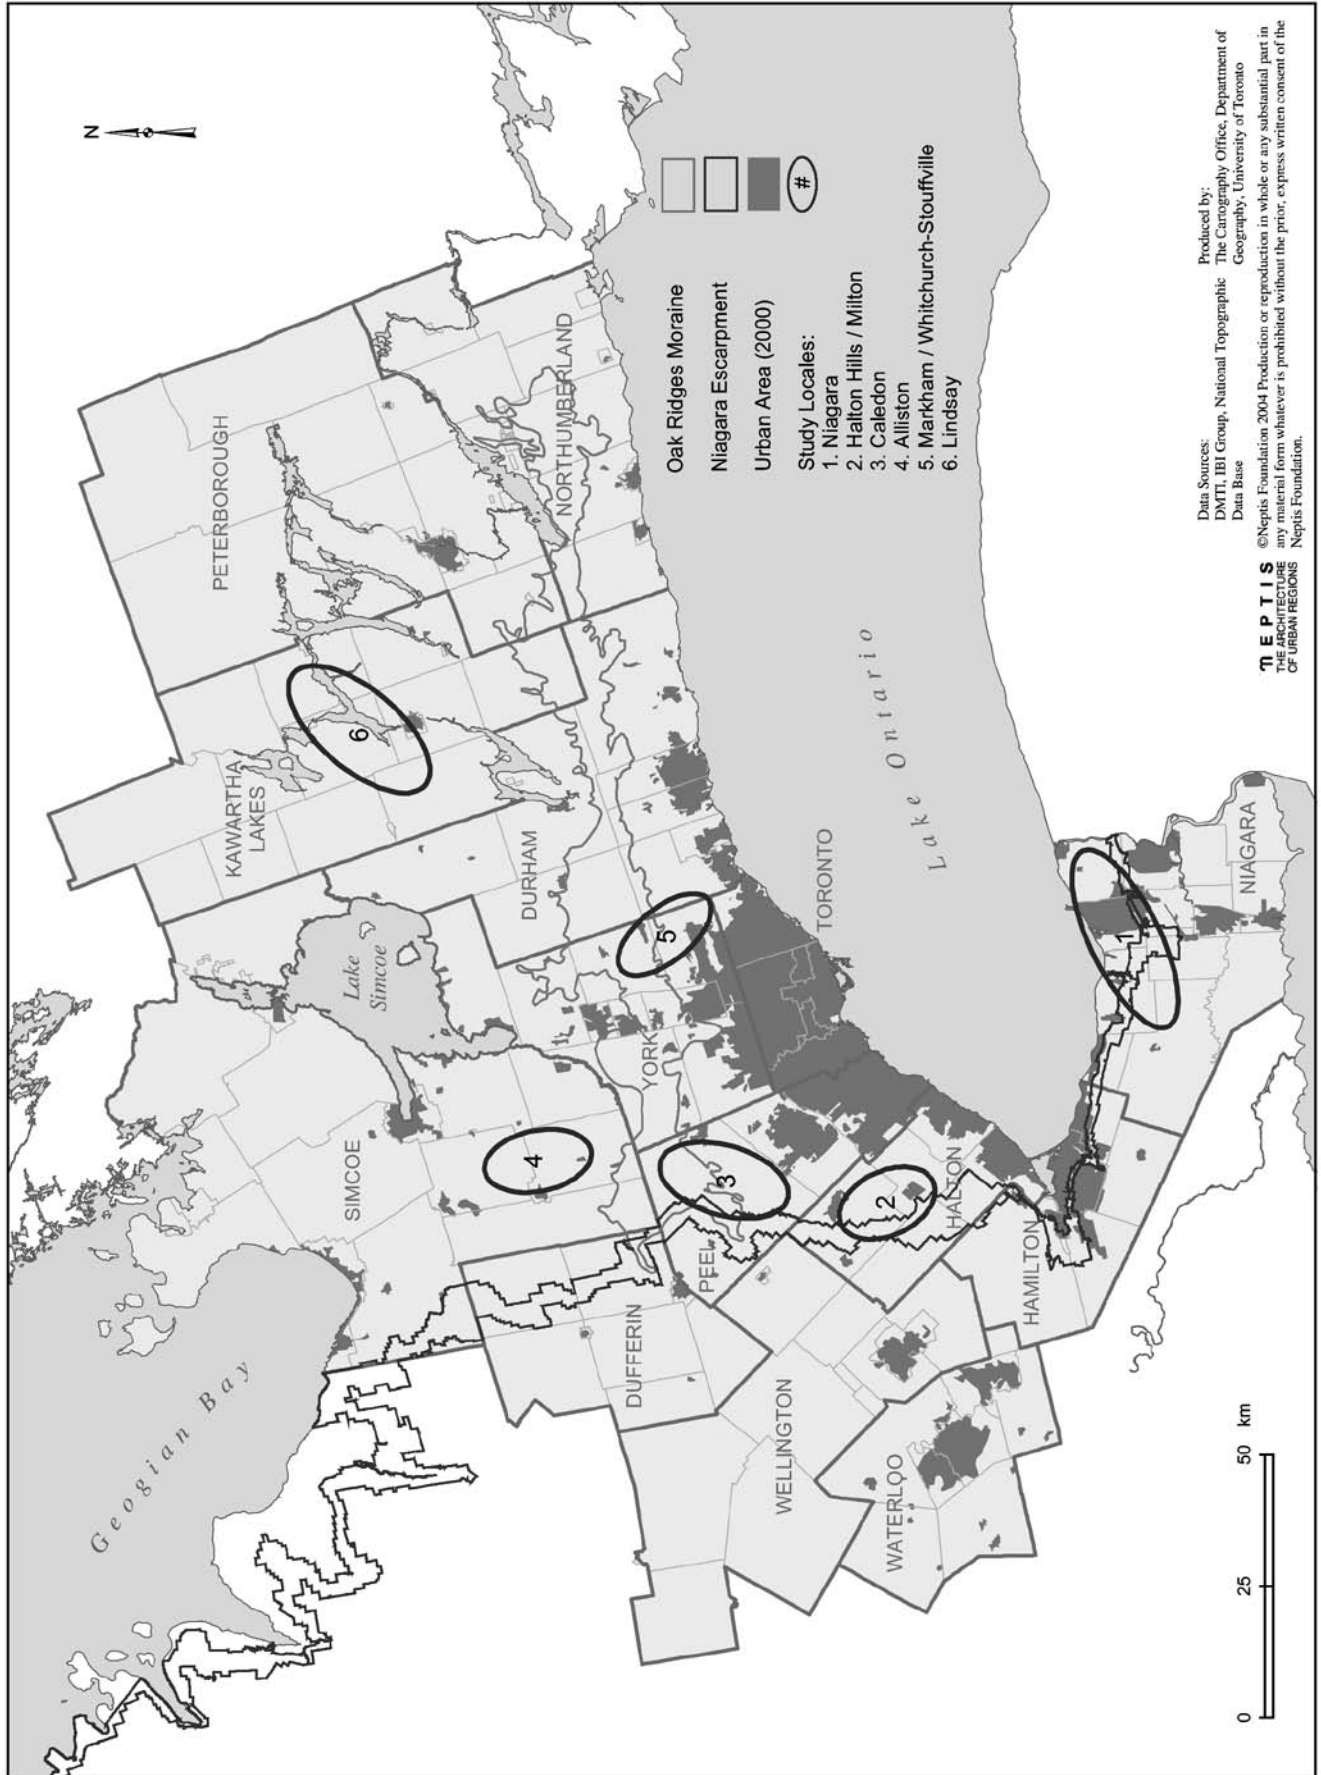 N
Georgian Bay
Lake
Simcoe
Lake Ontario
PETERBOROUGH
KAWARTHA
LAKES
NORTHUMBERLAND
DURHAM
SIMCOE
YORK
TORONTO
DUFFERIN
PEEL
HALTON
WELLINGTON
WATERLOO
HAMILTON
NIAGARA
1
2
3
4
5
6
Oak Ridges Moraine
Niagara Escarpment
Urban Area (2000)
#
Study Locales:
1. Niagara
2. Halton Hills / Milton
3. Caledon
4. Alliston
5. Markham / Whitchurch-Stouffville
6. Lindsay
0 25 50 km
Data Sources:
DMTI, IBI Group, National Topographic
Data Base
Produced by:
The Cartography Office, Department of
Geography, University of Toronto
NEPTIS
THE ARCHITECTURE
OF URBAN REGIONS
©Neptis Foundation 2004 Production or reproduction in whole or any substantial part in
any material form whatever is prohibited without the prior, express written consent of the
Neptis Foundation.